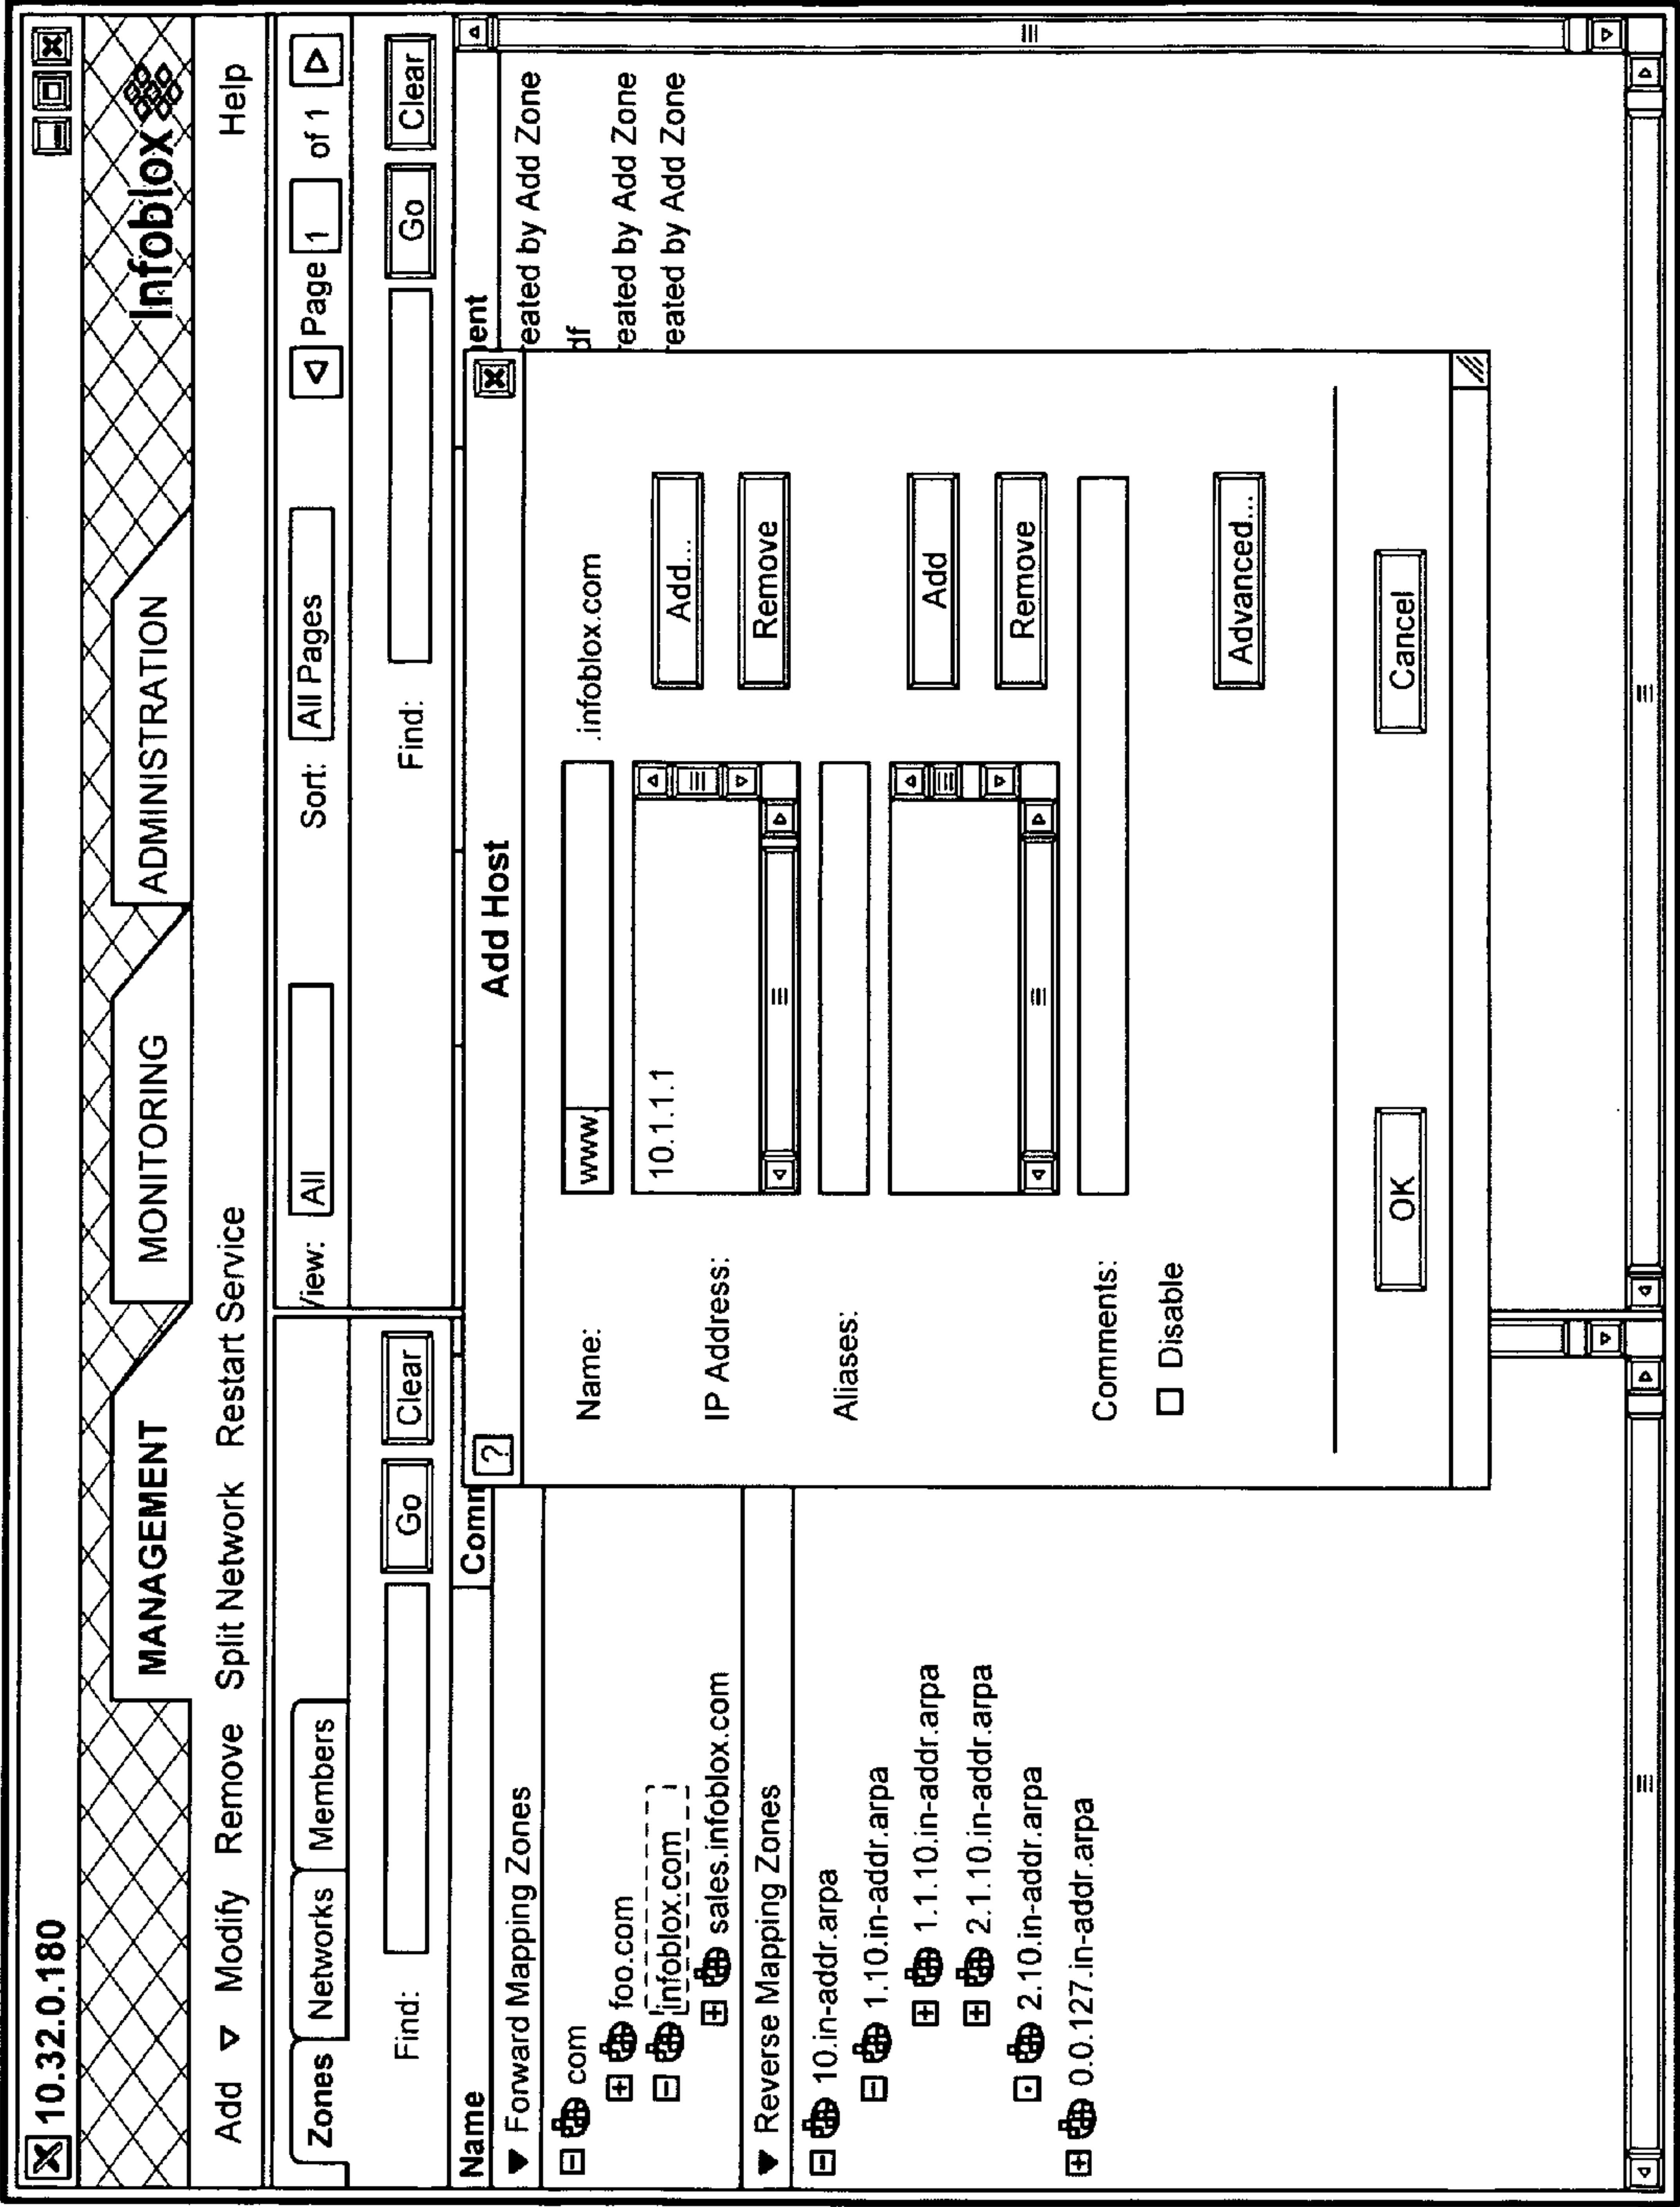 10.32.0.180
MANAGEMENT MONITORING ADMINISTRATION Infoblox
Add Modify Remove Split Network Restart Service Help
Zones Networks Members
Find: Go Clear
Name Comn
Forward Mapping Zones
com
foo.com
infoblox.com
sales.infoblox.com
Reverse Mapping Zones
10.in-addr.arpa
1.10.in-addr.arpa
1.1.10.in-addr.arpa
2.1.10.in-addr.arpa
2.10.in-addr.arpa
0.0.127.in-addr.arpa
View: All Sort: All Pages Page 1 of 1
Find: Go Clear
ent
eated by Add Zone
df
eated by Add Zone
eated by Add Zone
? Add Host
Name: www. .infoblox.com
IP Address: 10.1.1.1 Add...
Remove
Aliases:
Add
Remove
Comments:
Disable Advanced...
OK Cancel